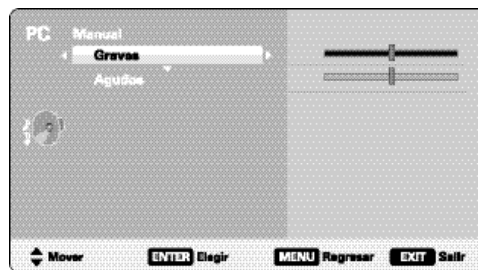 PC Manual
Graves
Agudos
Mover ENTER Elegir MENU Regresar EXIT Salir